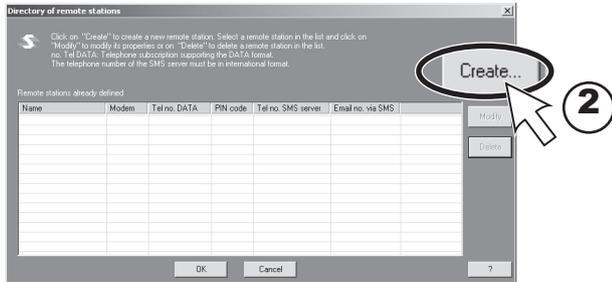 Directory of remote stations
Click on "Create" to create a new remote station. Select a remote station in the list and click on
"Modify" to modify its properties or on "Delete" to delete a remote station in the list.
no. Tel DATA: Telephone subscription supporting the DATA format.
The telephone number of the SMS server must be in international format.
Create...
2
Remote stations already defined
Name Modem Tel no. DATA PIN code Tel no. SMS server Email no. via SMS
Modify
Delete
OK Cancel ?